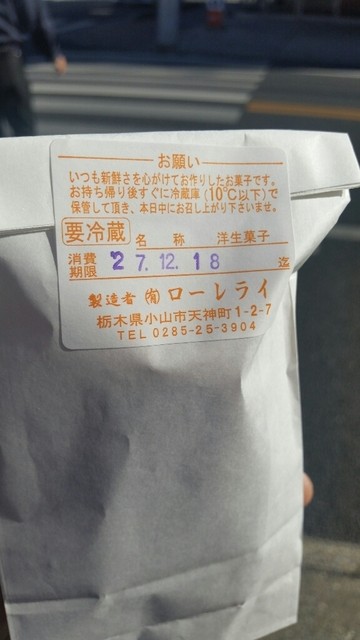 お願い
いつも新鮮さを心がけてお作りしたお菓子です。
お持ち帰り後すぐに冷蔵庫(10℃以下)で
保管して頂き、本日中にお召し上がり下さいませ。
要冷蔵 名称 洋生菓子
消費期限 27.12.18 迄
製造者 ㈲ ローレライ
栃木県小山市天神町1-2-7
TEL 0285-25-3904